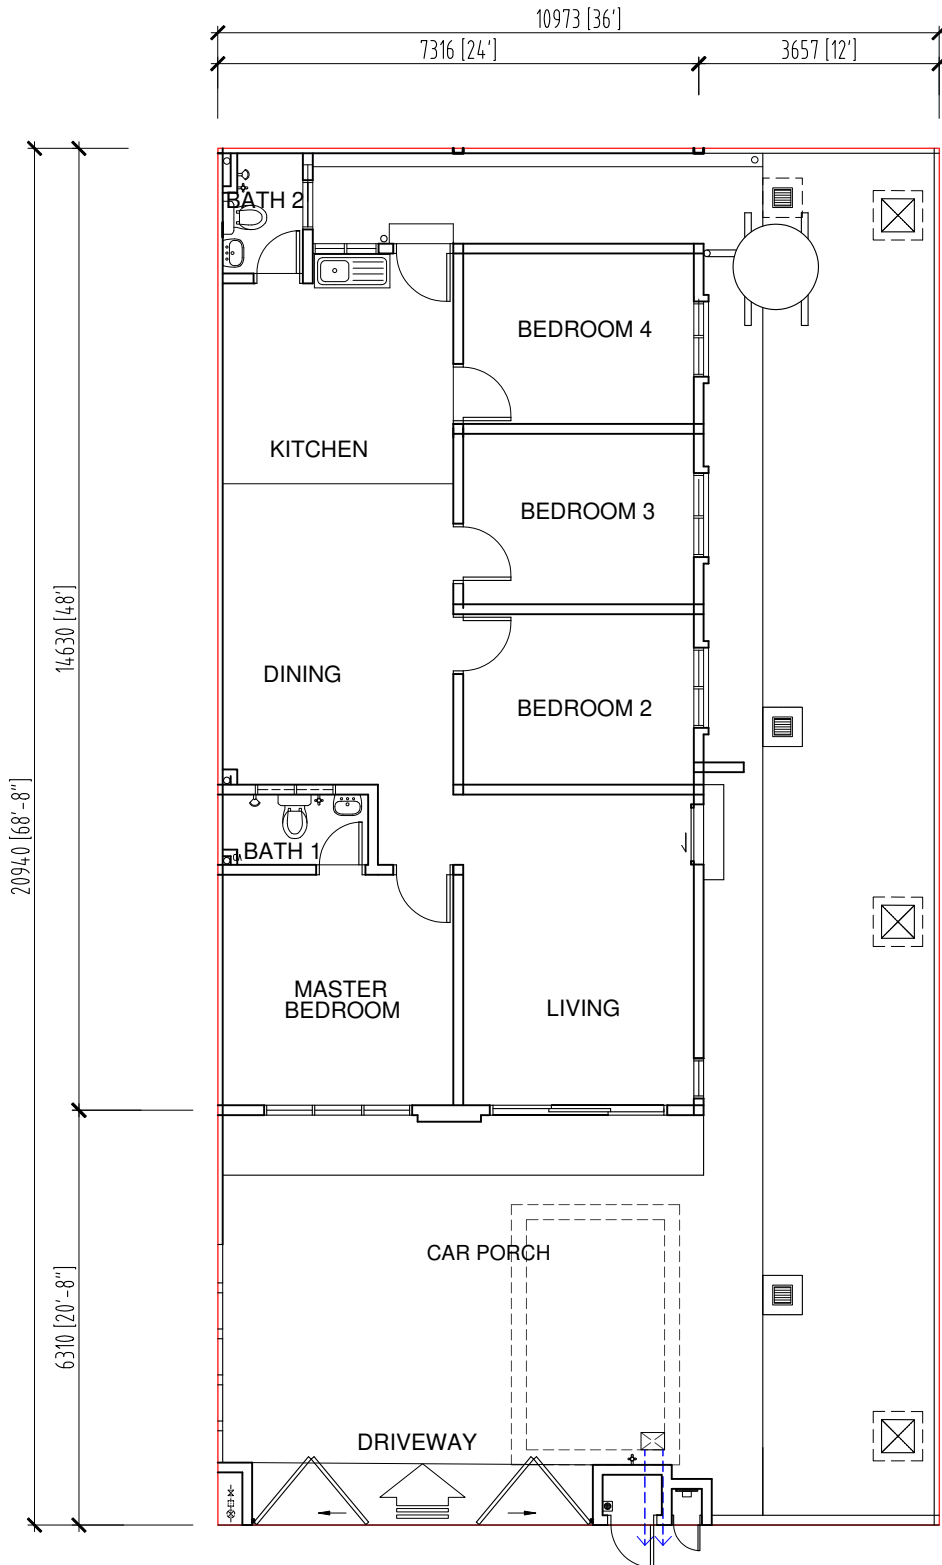 10973 [36']
7316 [24']
3657 [12']
BATH 2
BEDROOM 4
KITCHEN
BEDROOM 3
14630 [48']
DINING
BEDROOM 2
20940 [68'-8"]
BATH 1
MASTER
BEDROOM
LIVING
CAR PORCH
6310 [20'-8"]
DRIVEWAY